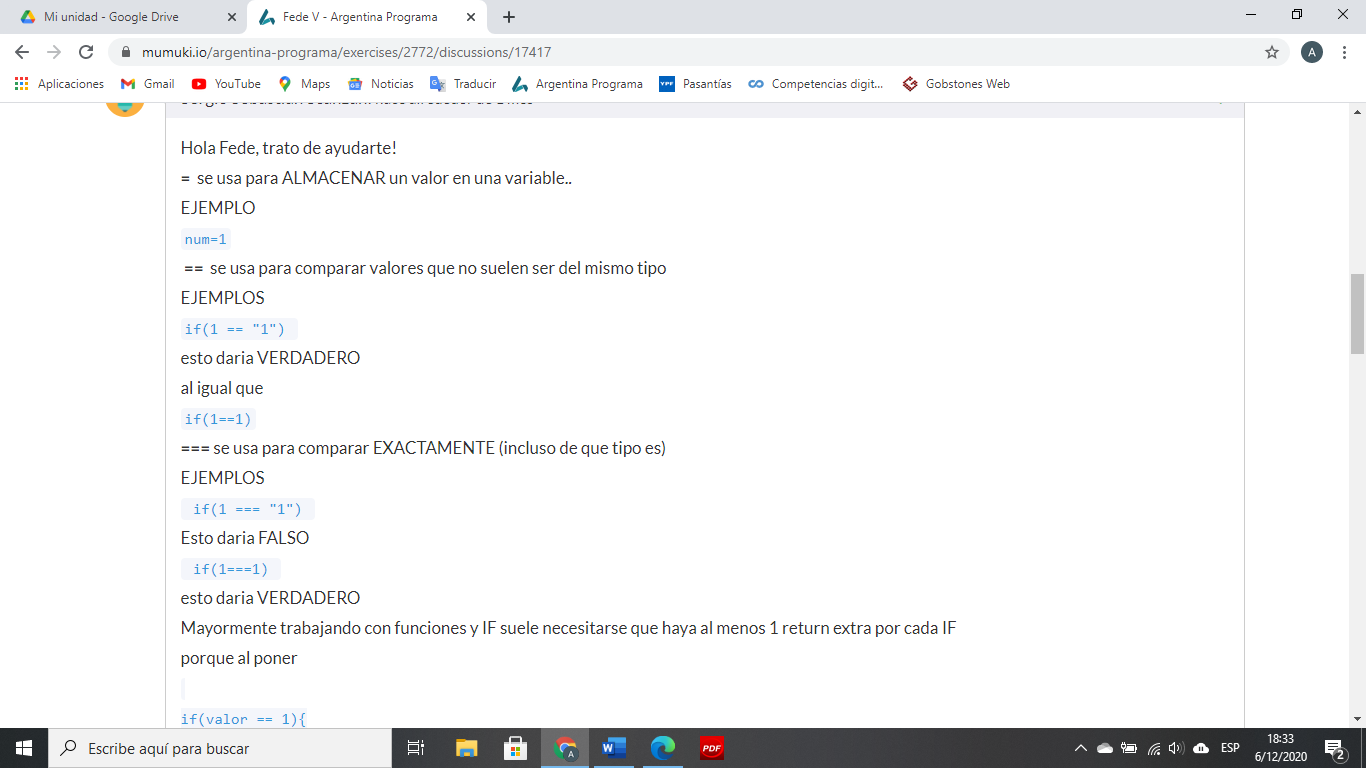 Mi unidad - Google Drive
Fede V - Argentina Programa
mumuki.io/argentina-programa/exercises/2772/discussions/17417
A
Aplicaciones
Gmail
YouTube
Maps
Noticias
Traducir
Argentina Programa
YPF
Pasantías
Competencias digit...
Gobstones Web
Hola Fede, trato de ayudarte!
= se usa para ALMACENAR un valor en una variable..
EJEMPLO
num=1
== se usa para comparar valores que no suelen ser del mismo tipo
EJEMPLOS
if(1 == "1")
esto daria VERDADERO
al igual que
if(1==1)
=== se usa para comparar EXACTAMENTE (incluso de que tipo es)
EJEMPLOS
if(1 === "1")
Esto daria FALSO
if(1===1)
esto daria VERDADERO
Mayormente trabajando con funciones y IF suele necesitarse que haya al menos 1 return extra por cada IF
porque al poner
if(valor == 1){
Escribe aquí para buscar
A
W
PDF
ESP
18:33
6/12/2020
2